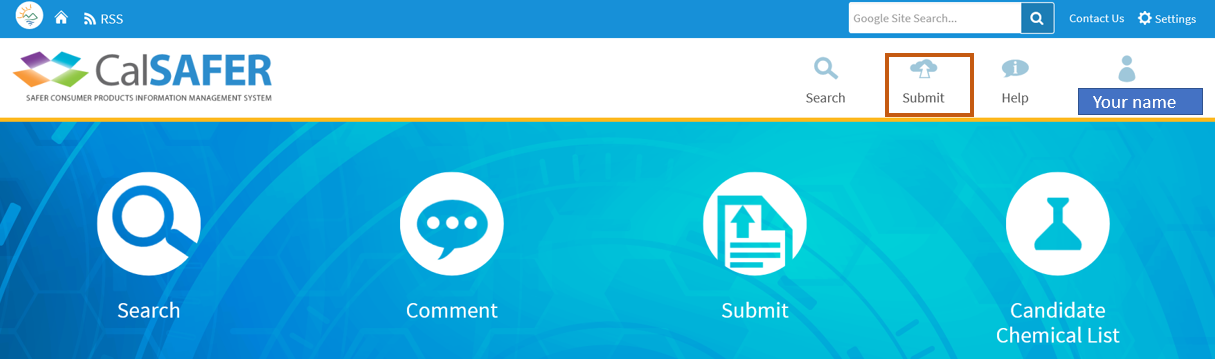 RSS
Google Site Search...
Contact Us
Settings
CalSAFER
SAFER CONSUMER PRODUCTS INFORMATION MANAGEMENT SYSTEM
Search
Submit
Help
Your name
Search
Comment
Submit
Candidate
Chemical List